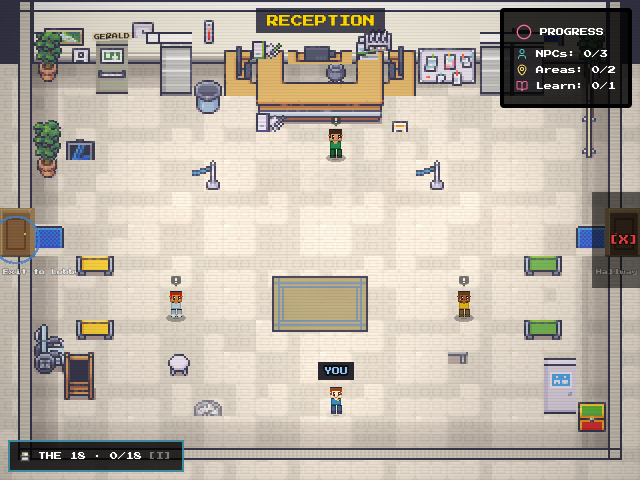 RECEPTION
GERALD
PROGRESS
NPCs: 0/3
Areas: 0/2
Learn: 0/1
[X]
Exit to Lobby
Hallway
YOU
THE 18 · 0/18 [I]